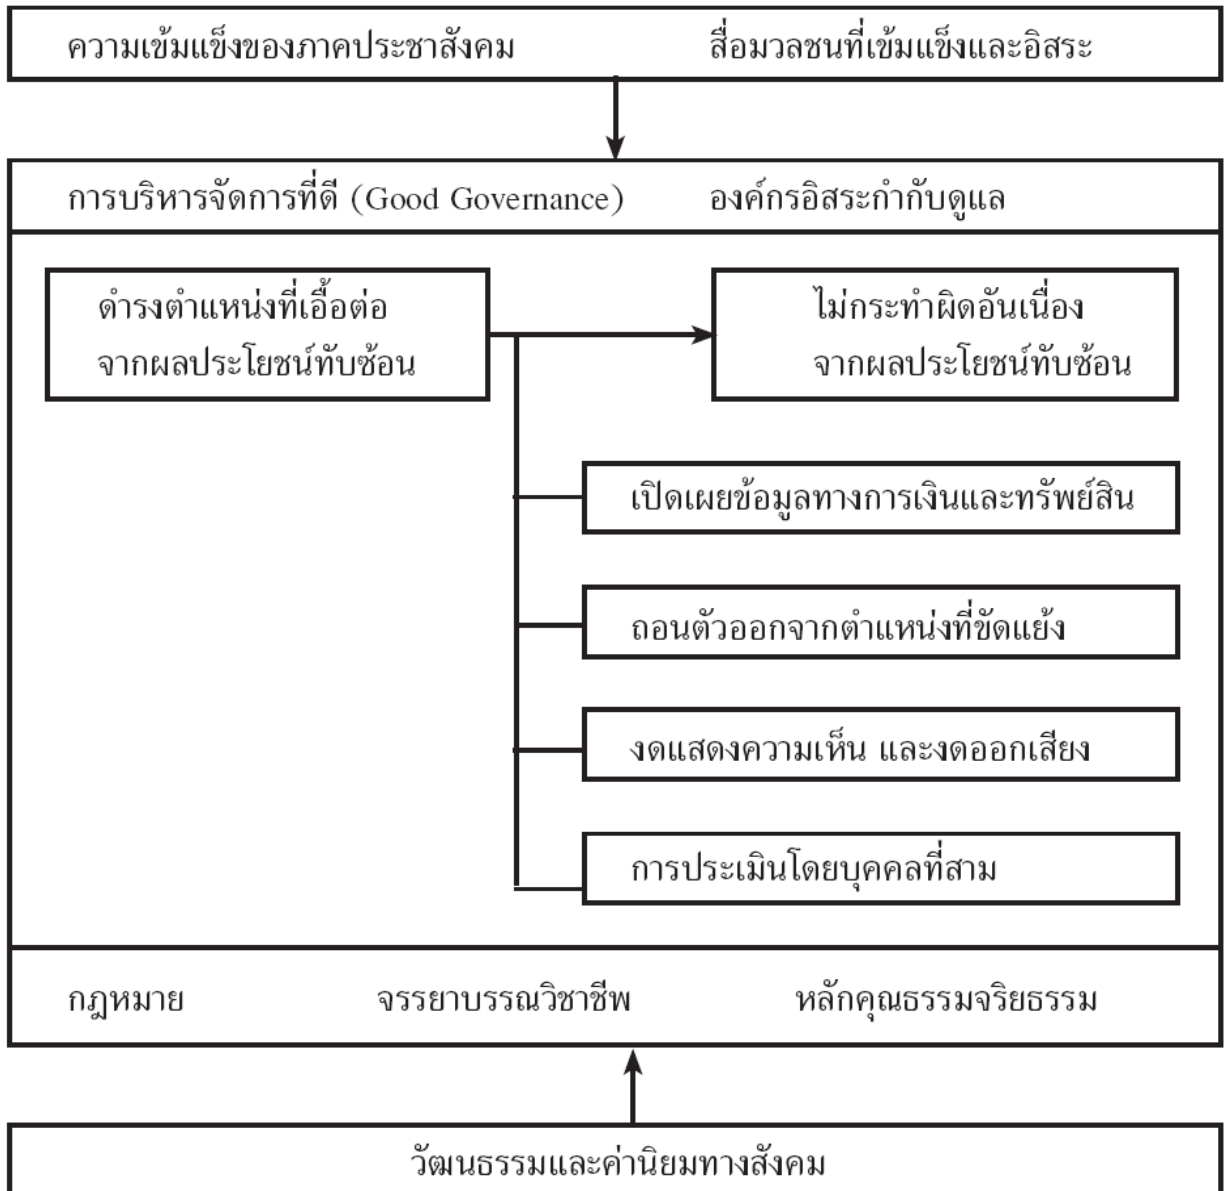 ความเข้มแข็งของภาคประชาสังคม สื่อมวลชนที่เข้มแข็งและอิสระ
การบริหารจัดการที่ดี (Good Governance) องค์กรอิสระกำกับดูแล
ดำรงตำแหน่งที่เอื้อต่อ
จากผลประโยชน์ทับซ้อน
ไม่กระทำผิดอันเนื่อง
จากผลประโยชน์ทับซ้อน
เปิดเผยข้อมูลทางการเงินและทรัพย์สิน
ถอนตัวออกจากตำแหน่งที่ขัดแย้ง
งดแสดงความเห็น และงดออกเสียง
การประเมินโดยบุคคลที่สาม
กฎหมาย จรรยาบรรณวิชาชีพ หลักคุณธรรมจริยธรรม
วัฒนธรรมและค่านิยมทางสังคม